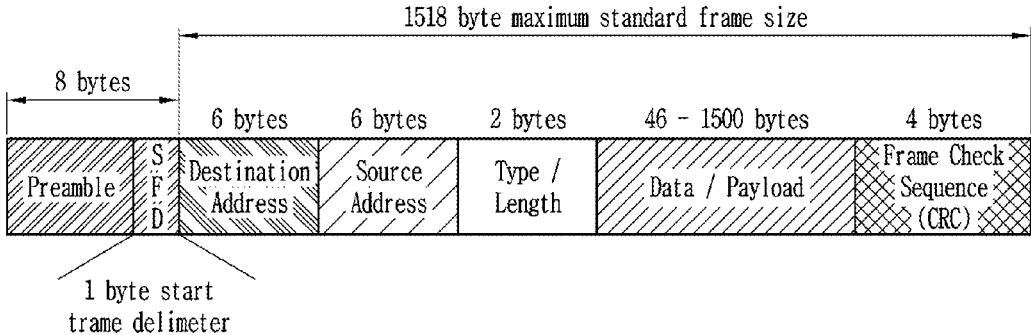 1518 byte maximum standard frame size
8 bytes
6 bytes
6 bytes
2 bytes
46 - 1500 bytes
4 bytes
Preamble
S
F
D
Destination
Address
Source
Address
Type /
Length
Data / Payload
Frame Check
Sequence
(CRC)
1 byte start
trame delimeter